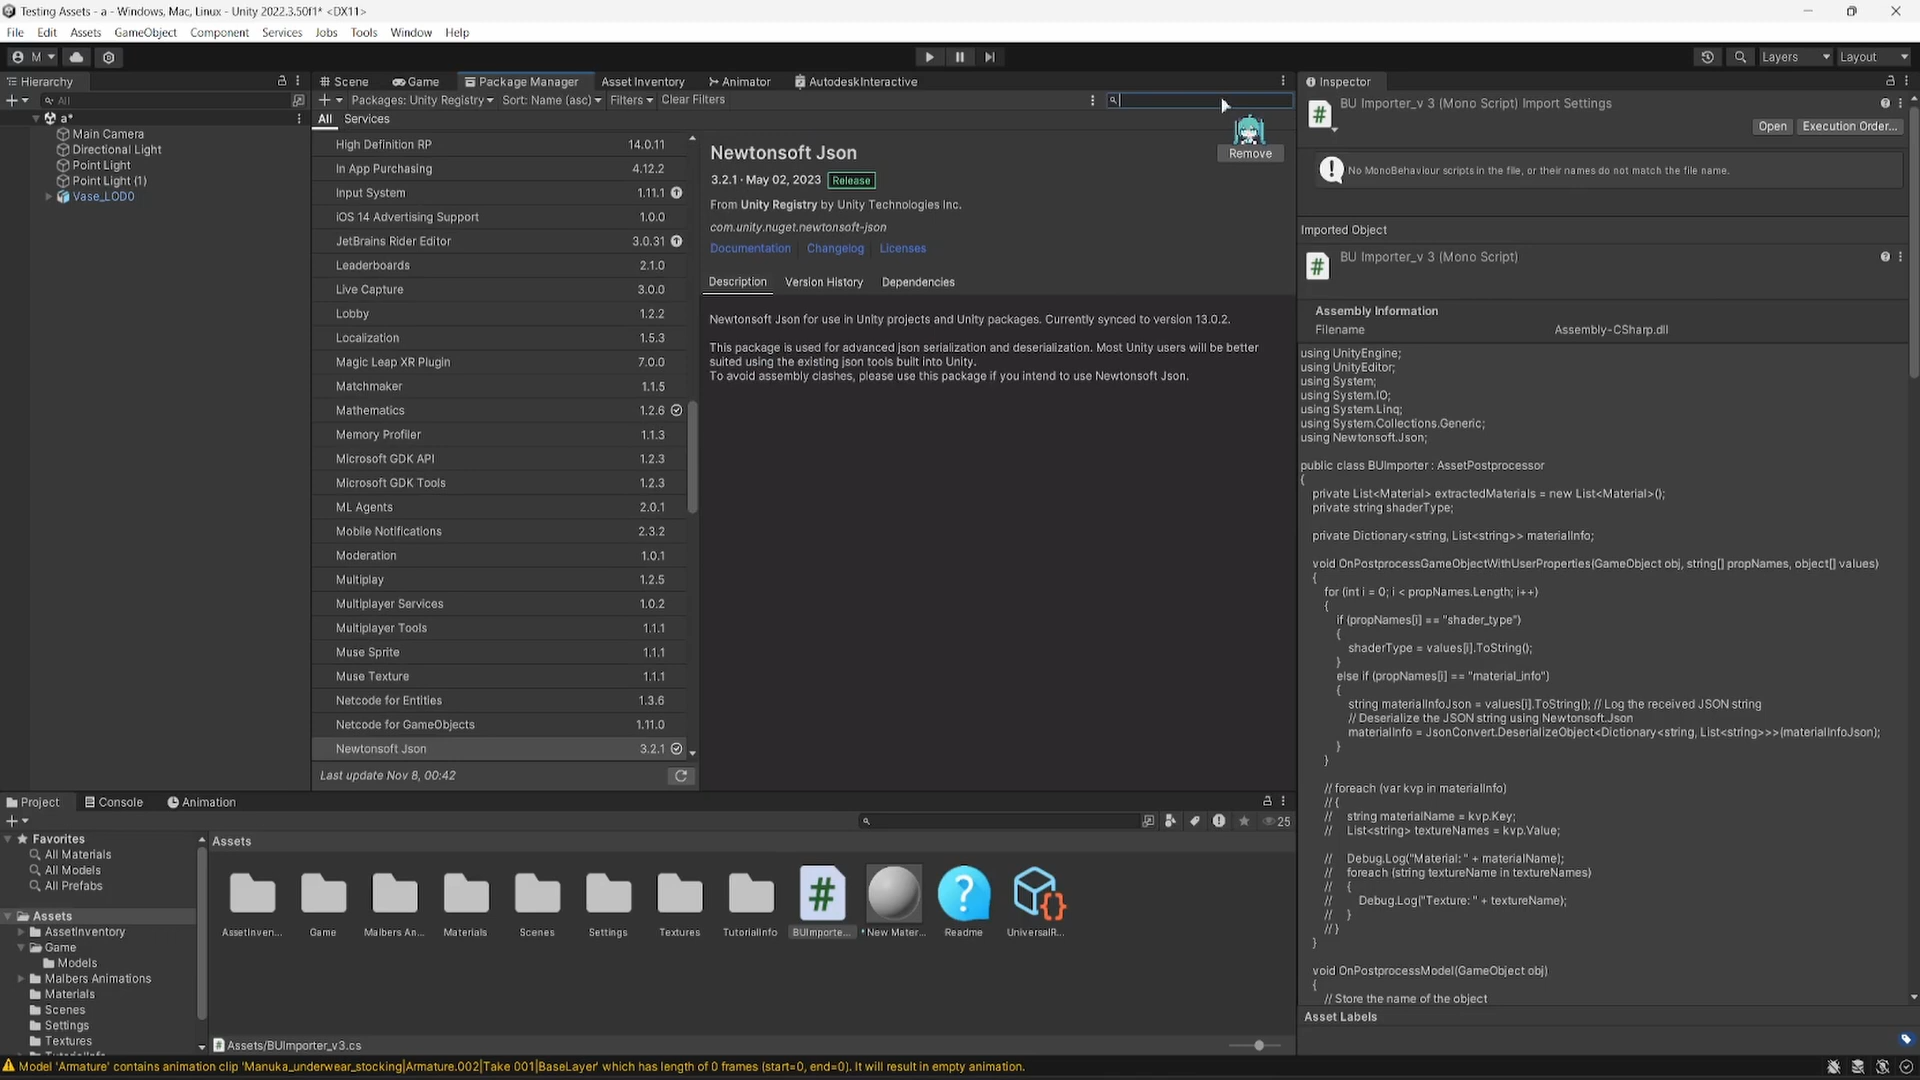 Testing Assets - a - Windows, Mac, Linux - Unity 2022.3.50f1* <DX11>
File Edit Assets GameObject Component Services Jobs Tools Window Help
M
Layers
Layout
Hierarchy
All
a*
Main Camera
Directional Light
Point Light
Point Light (1)
Vase_LOD0
Scene
Game
Package Manager
Asset Inventory
Animator
AutodeskInteractive
Packages: Unity Registry
Sort: Name (asc)
Filters
Clear Filters
All
Services
High Definition RP 14.0.11
In App Purchasing 4.12.2
Input System 1.11.1
iOS 14 Advertising Support 1.0.0
JetBrains Rider Editor 3.0.31
Leaderboards 2.1.0
Live Capture 3.0.0
Lobby 1.2.2
Localization 1.5.3
Magic Leap XR Plugin 7.0.0
Matchmaker 1.1.5
Mathematics 1.2.6
Memory Profiler 1.1.3
Microsoft GDK API 1.2.3
Microsoft GDK Tools 1.2.3
ML Agents 2.0.1
Mobile Notifications 2.3.2
Moderation 1.0.1
Multiplay 1.2.5
Multiplayer Services 1.0.2
Multiplayer Tools 1.1.1
Muse Sprite 1.1.1
Muse Texture 1.1.1
Netcode for Entities 1.3.6
Netcode for GameObjects 1.11.0
Newtonsoft Json 3.2.1
Last update Nov 8, 00:42
Newtonsoft Json
Remove
3.2.1 · May 02, 2023 Release
From Unity Registry by Unity Technologies Inc.
com.unity.nuget.newtonsoft-json
Documentation Changelog Licenses
Description Version History Dependencies
Newtonsoft Json for use in Unity projects and Unity packages. Currently synced to version 13.0.2.
This package is used for advanced json serialization and deserialization. Most Unity users will be better
suited using the existing json tools built into Unity.
To avoid assembly clashes, please use this package if you intend to use Newtonsoft Json.
Inspector
BU Importer_v 3 (Mono Script) Import Settings
Open
Execution Order...
No MonoBehaviour scripts in the file, or their names do not match the file name.
Imported Object
BU Importer_v 3 (Mono Script)
Assembly Information
Filename Assembly-CSharp.dll
using UnityEngine;
using UnityEditor;
using System;
using System.IO;
using System.Linq;
using System.Collections.Generic;
using Newtonsoft.Json;
public class BUImporter : AssetPostprocessor
{
private List<Material> extractedMaterials = new List<Material>();
private string shaderType;
private Dictionary<string, List<string>> materialInfo;
void OnPostprocessGameObjectWithUserProperties(GameObject obj, string[] propNames, object[] values)
{
for (int i = 0; i < propNames.Length; i++)
{
if (propNames[i] == "shader_type")
{
shaderType = values[i].ToString();
}
else if (propNames[i] == "material_info")
{
string materialInfoJson = values[i].ToString(); // Log the received JSON string
// Deserialize the JSON string using Newtonsoft.Json
materialInfo = JsonConvert.DeserializeObject<Dictionary<string, List<string>>>(materialInfoJson);
}
}
// foreach (var kvp in materialInfo)
// {
// string materialName = kvp.Key;
// List<string> textureNames = kvp.Value;
// Debug.Log("Material: " + materialName);
// foreach (string textureName in textureNames)
// {
// Debug.Log("Texture: " + textureName);
// }
// }
}
void OnPostprocessModel(GameObject obj)
{
// Store the name of the object
Asset Labels
Project
Console
Animation
25
Favorites
All Materials
All Models
All Prefabs
Assets
AssetInventory
Game
Models
Malbers Animations
Materials
Scenes
Settings
Textures
Assets
AssetInven...
Game
Malbers An...
Materials
Scenes
Settings
Textures
TutorialInfo
BUImporte...
*New Mater...
Readme
UniversalR...
Assets/BUImporter_v3.cs
Model 'Armature' contains animation clip 'Manuka_underwear_stocking|Armature.002|Take 001|BaseLayer' which has length of 0 frames (start=0, end=0). It will result in empty animation.